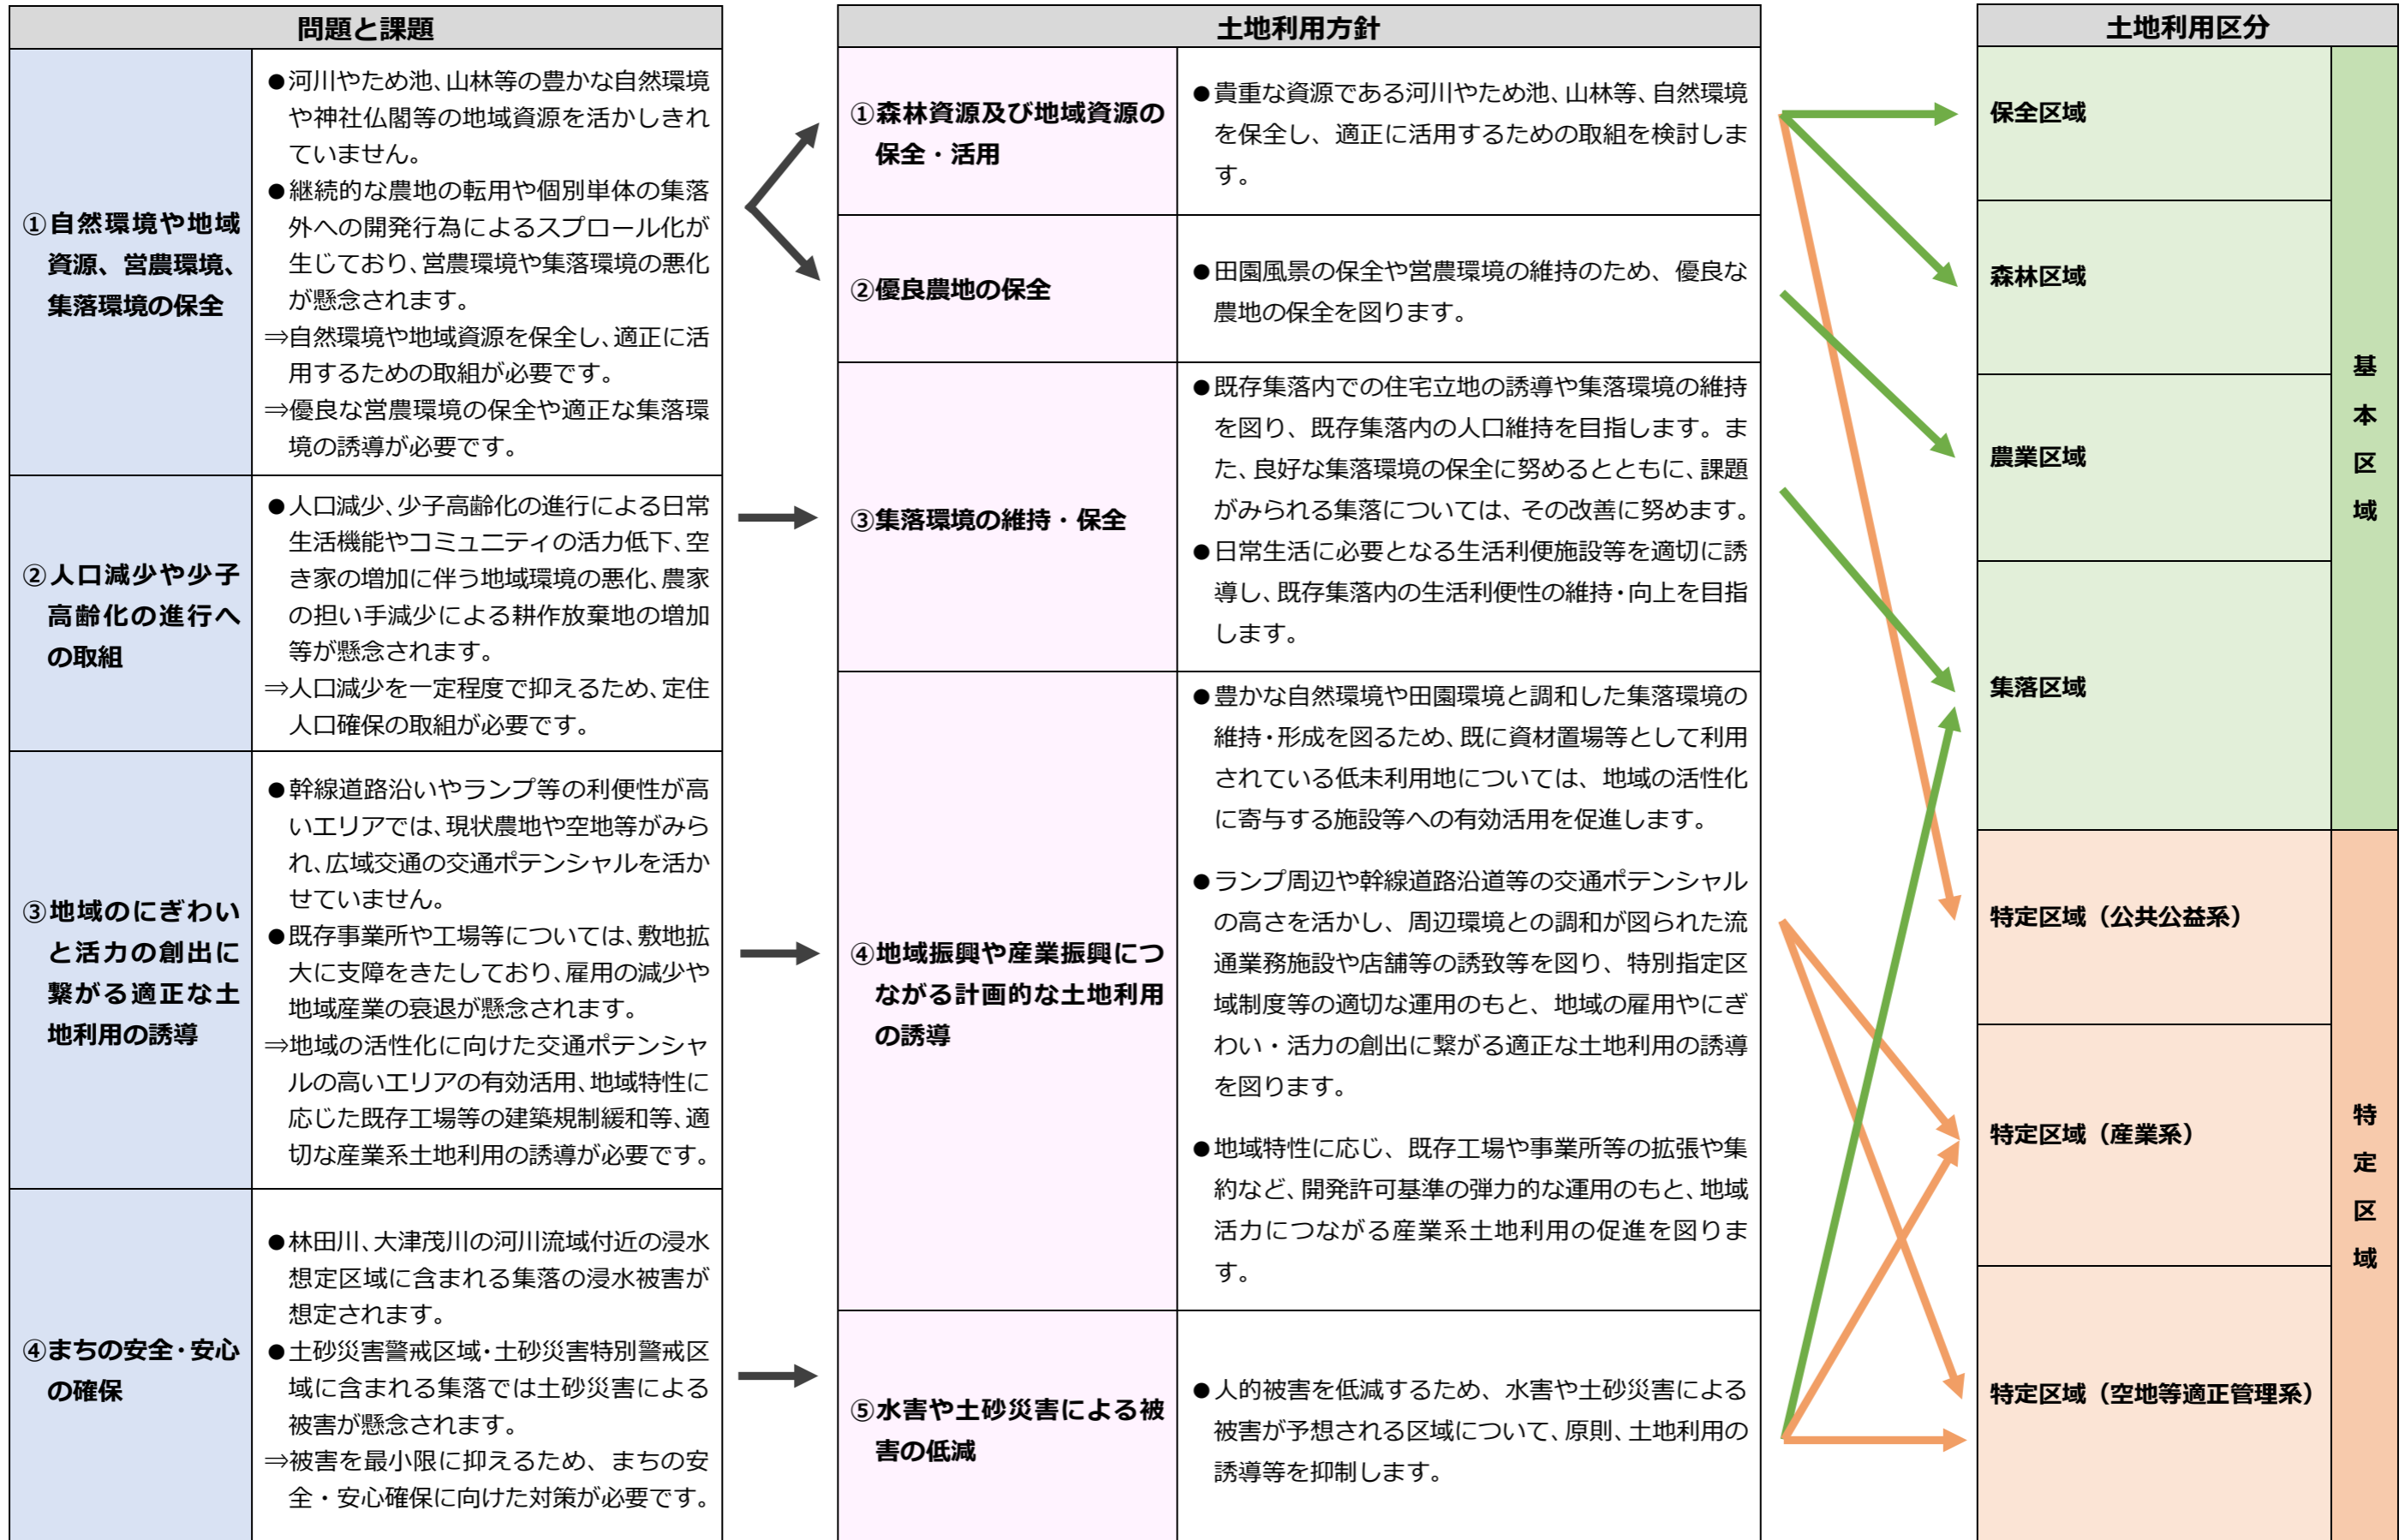 問題と課題
①自然環境や地域
資源、営農環境、
集落環境の保全
●河川やため池、山林等の豊かな自然環境
や神社仏閣等の地域資源を活かしきれ
ていません。
●継続的な農地の転用や個別単体の集落
外への開発行為によるスプロール化が
生じており、営農環境や集落環境の悪化
が懸念されます。
⇒自然環境や地域資源を保全し、適正に活
用するための取組が必要です。
⇒優良な営農環境の保全や適正な集落環
境の誘導が必要です。
②人口減少や少子
高齢化の進行へ
の取組
●人口減少、少子高齢化の進行による日常
生活機能やコミュニティの活力低下、空
き家の増加に伴う地域環境の悪化、農家
の担い手減少による耕作放棄地の増加
等が懸念されます。
⇒人口減少を一定程度で抑えるため、定住
人口確保の取組が必要です。
③地域のにぎわい
と活力の創出に
繋がる適正な土
地利用の誘導
●幹線道路沿いやランプ等の利便性が高
いエリアでは、現状農地や空地等がみら
れ、広域交通の交通ポテンシャルを活か
せていません。
●既存事業所や工場等については、敷地拡
大に支障をきたしており、雇用の減少や
地域産業の衰退が懸念されます。
⇒地域の活性化に向けた交通ポテンシャ
ルの高いエリアの有効活用、地域特性に
応じた既存工場等の建築規制緩和等、適
切な産業系土地利用の誘導が必要です。
④まちの安全・安心
の確保
●林田川、大津茂川の河川流域付近の浸水
想定区域に含まれる集落の浸水被害が
想定されます。
●土砂災害警戒区域・土砂災害特別警戒区
域に含まれる集落では土砂災害による
被害が懸念されます。
⇒被害を最小限に抑えるため、まちの安
全・安心確保に向けた対策が必要です。
土地利用方針
①森林資源及び地域資源の
保全・活用
●貴重な資源である河川やため池、山林等、自然環境
を保全し、適正に活用するための取組を検討しま
す。
②優良農地の保全
●田園風景の保全や営農環境の維持のため、優良な
農地の保全を図ります。
③集落環境の維持・保全
●既存集落内での住宅立地の誘導や集落環境の維持
を図り、既存集落内の人口維持を目指します。ま
た、良好な集落環境の保全に努めるとともに、課題
がみられる集落については、その改善に努めます。
●日常生活に必要となる生活利便施設等を適切に誘
導し、既存集落内の生活利便性の維持・向上を目指
します。
④地域振興や産業振興につ
ながる計画的な土地利用
の誘導
●豊かな自然環境や田園環境と調和した集落環境の
維持・形成を図るため、既に資材置場等として利用
されている低未利用地については、地域の活性化
に寄与する施設等への有効活用を促進します。
●ランプ周辺や幹線道路沿道等の交通ポテンシャル
の高さを活かし、周辺環境との調和が図られた流
通業務施設や店舗等の誘致等を図り、特別指定区
域制度等の適切な運用のもと、地域の雇用やにぎ
わい・活力の創出に繋がる適正な土地利用の誘導
を図ります。
●地域特性に応じ、既存工場や事業所等の拡張や集
約など、開発許可基準の弾力的な運用のもと、地域
活力につながる産業系土地利用の促進を図りま
す。
⑤水害や土砂災害による被
害の低減
●人的被害を低減するため、水害や土砂災害による
被害が予想される区域について、原則、土地利用の
誘導等を抑制します。
土地利用区分
保全区域
森林区域
農業区域
集落区域
基本区域
特定区域（公共公益系）
特定区域（産業系）
特定区域（空地等適正管理系）
特定区域